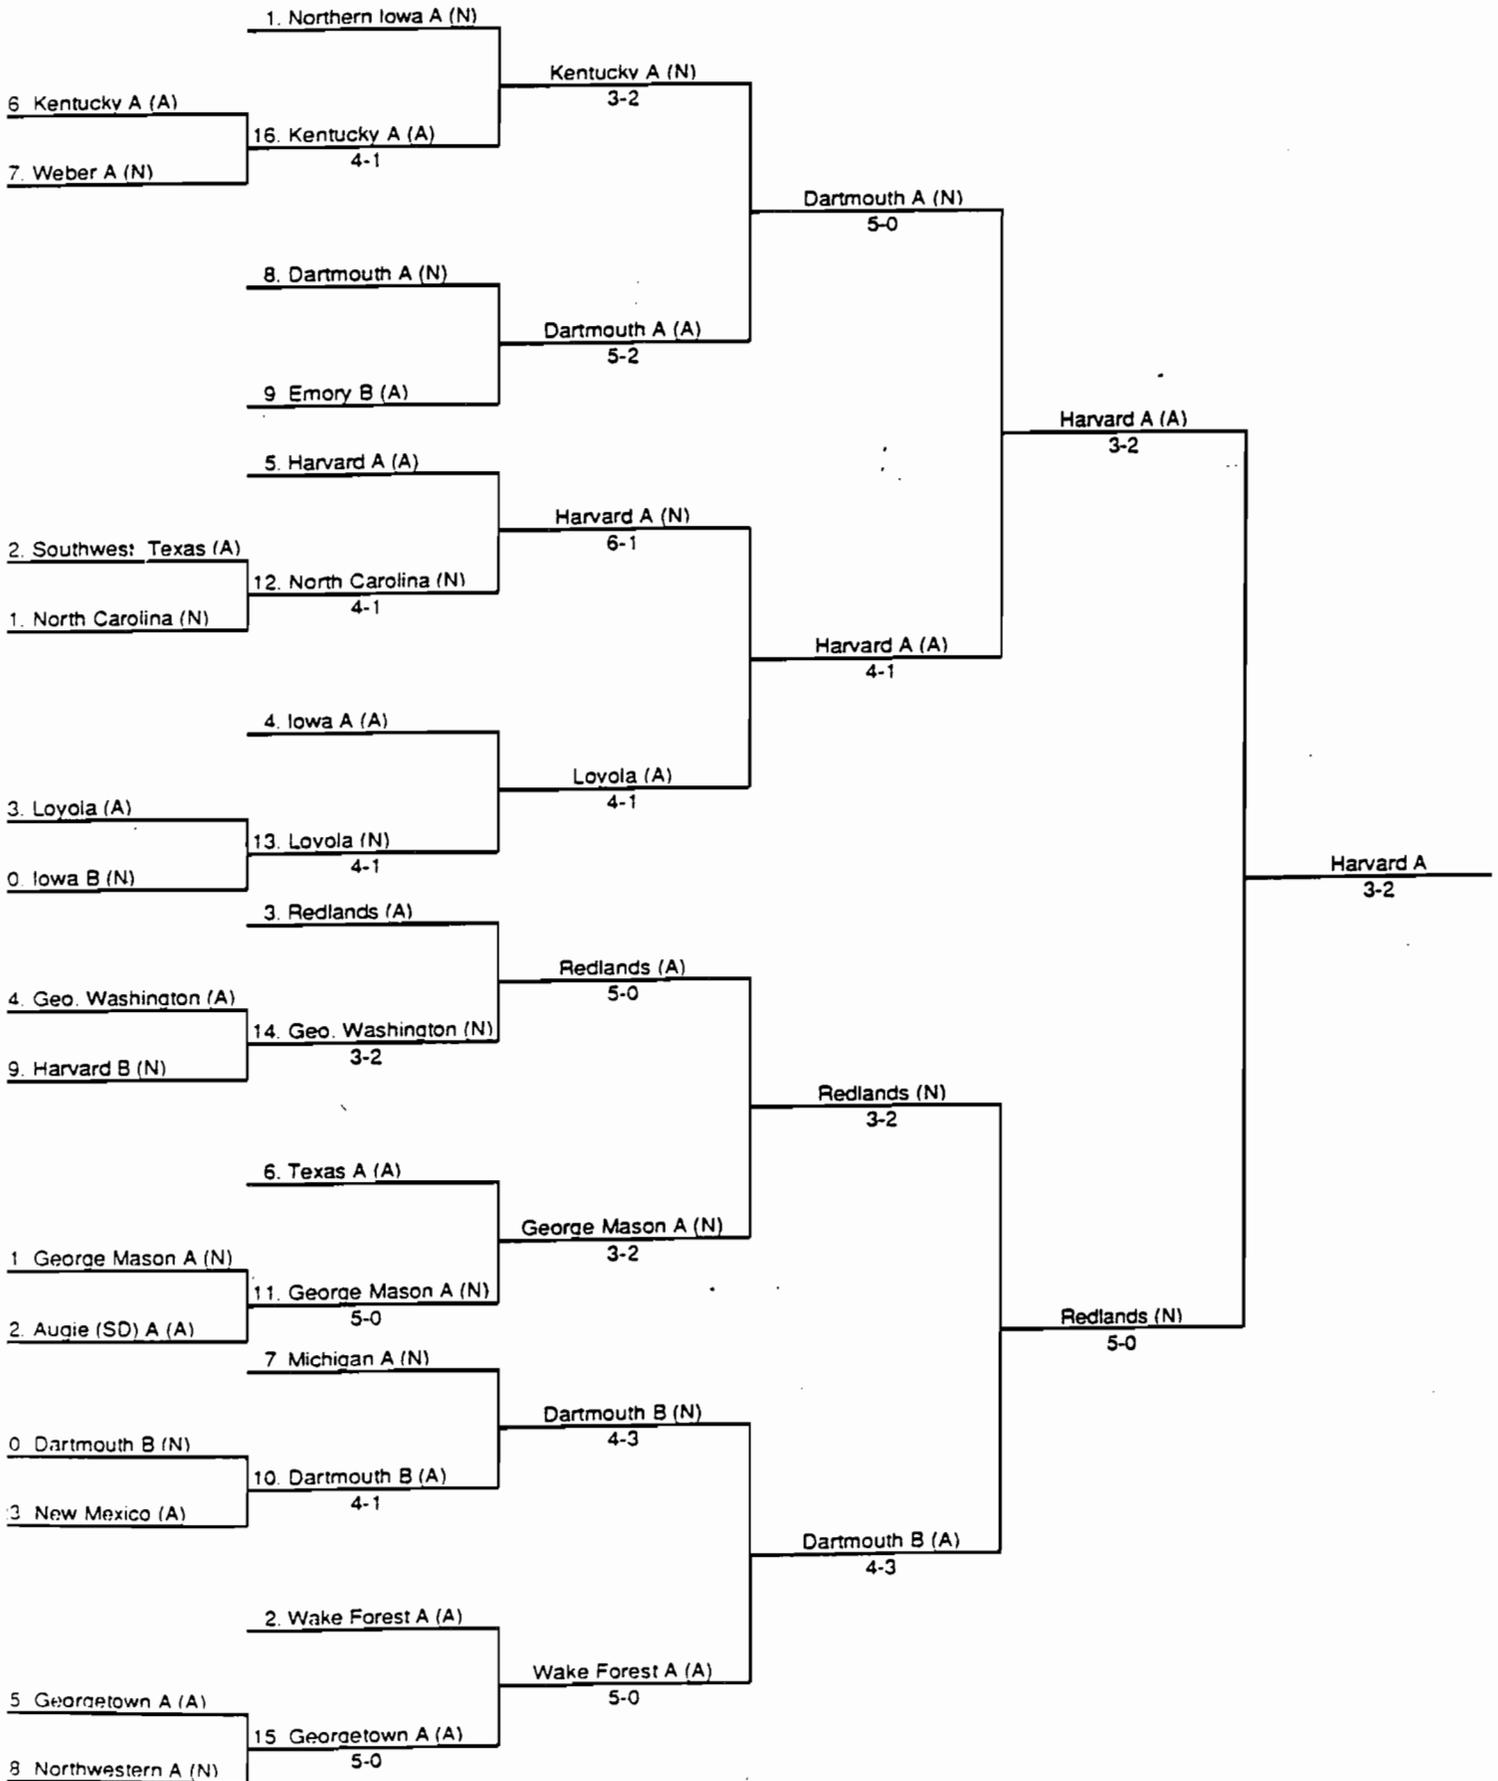 1. Northern Iowa A (N)
Kentucky A (N)
3-2
6 Kentucky A (A)
16. Kentucky A (A)
4-1
7. Weber A (N)
Dartmouth A (N)
5-0
8. Dartmouth A (N)
Dartmouth A (A)
5-2
9 Emory B (A)
Harvard A (A)
3-2
5. Harvard A (A)
Harvard A (N)
6-1
2. Southwest Texas (A)
12. North Carolina (N)
4-1
1. North Carolina (N)
Harvard A (A)
4-1
4. Iowa A (A)
Loyola (A)
4-1
3. Loyola (A)
13. Loyola (N)
4-1
0. Iowa B (N)
Harvard A
3-2
3. Redlands (A)
Redlands (A)
5-0
4. Geo. Washington (A)
14. Geo. Washington (N)
3-2
9. Harvard B (N)
Redlands (N)
3-2
6. Texas A (A)
George Mason A (N)
3-2
1 George Mason A (N)
11. George Mason A (N)
5-0
2. Augie (SD) A (A)
Redlands (N)
5-0
7 Michigan A (N)
Dartmouth B (N)
4-3
0 Dartmouth B (N)
10. Dartmouth B (A)
4-1
3 New Mexico (A)
Dartmouth B (A)
4-3
2. Wake Forest A (A)
Wake Forest A (A)
5-0
5 Georgetown A (A)
15 Georgetown A (A)
5-0
8 Northwestern A (N)